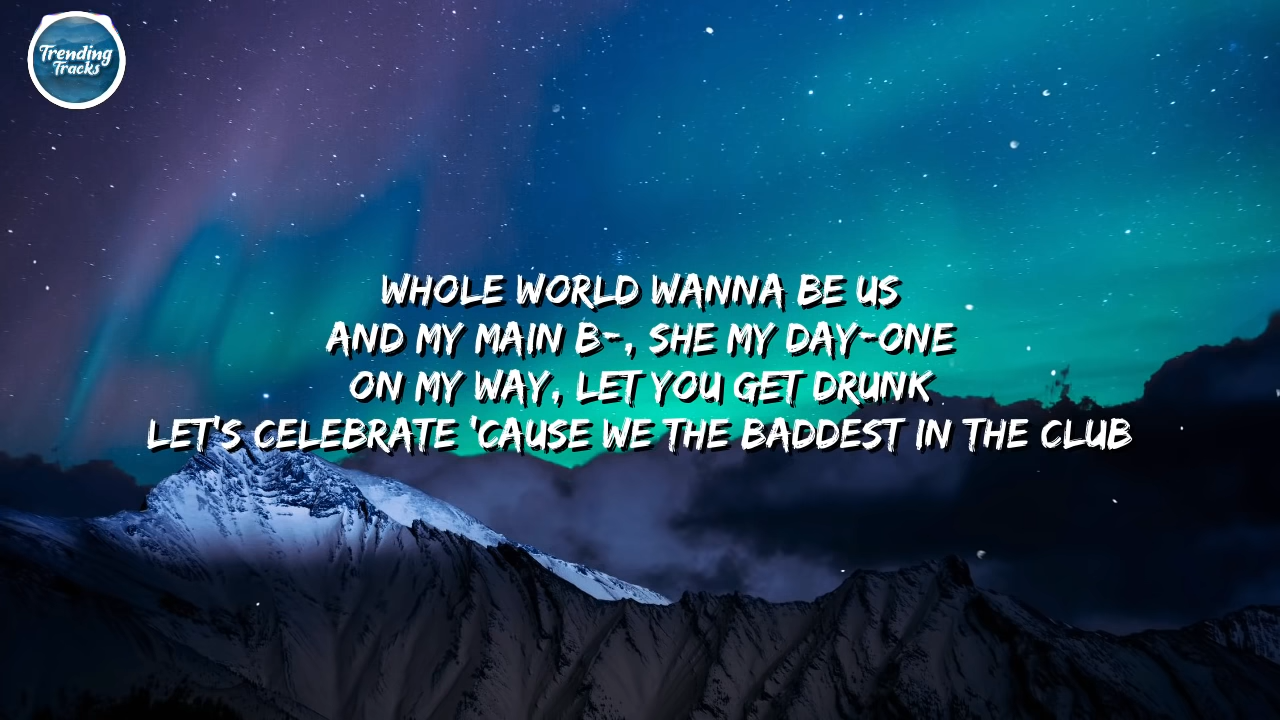 Trending
Tracks
WHOLE WORLD WANNA BE US
AND MY MAIN B-, SHE MY DAY-ONE
ON MY WAY, LET YOU GET DRUNK
LET'S CELEBRATE 'CAUSE WE THE BADDEST IN THE CLUB